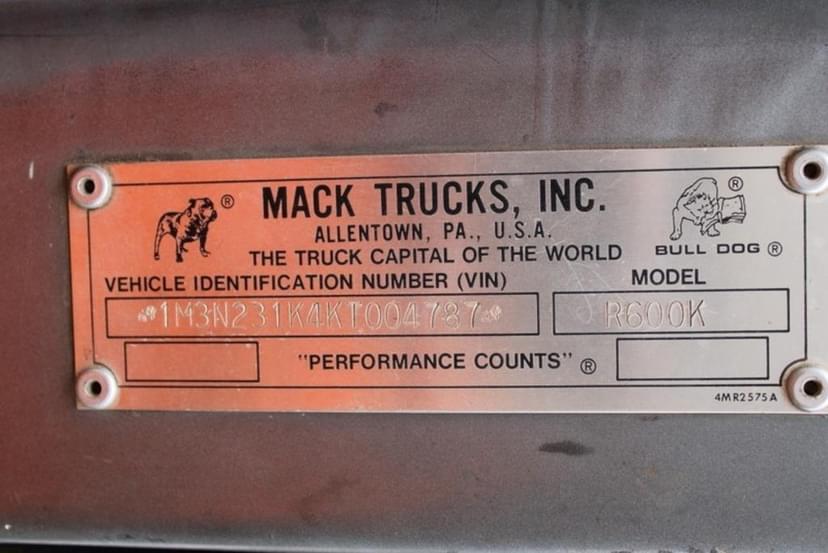 ® MACK TRUCKS, INC. ®
ALLENTOWN, PA., U.S.A.
THE TRUCK CAPITAL OF THE WORLD BULL DOG ®
VEHICLE IDENTIFICATION NUMBER (VIN) MODEL
1M3N231K4KT004787 R600K
"PERFORMANCE COUNTS" ®
4MR2575A